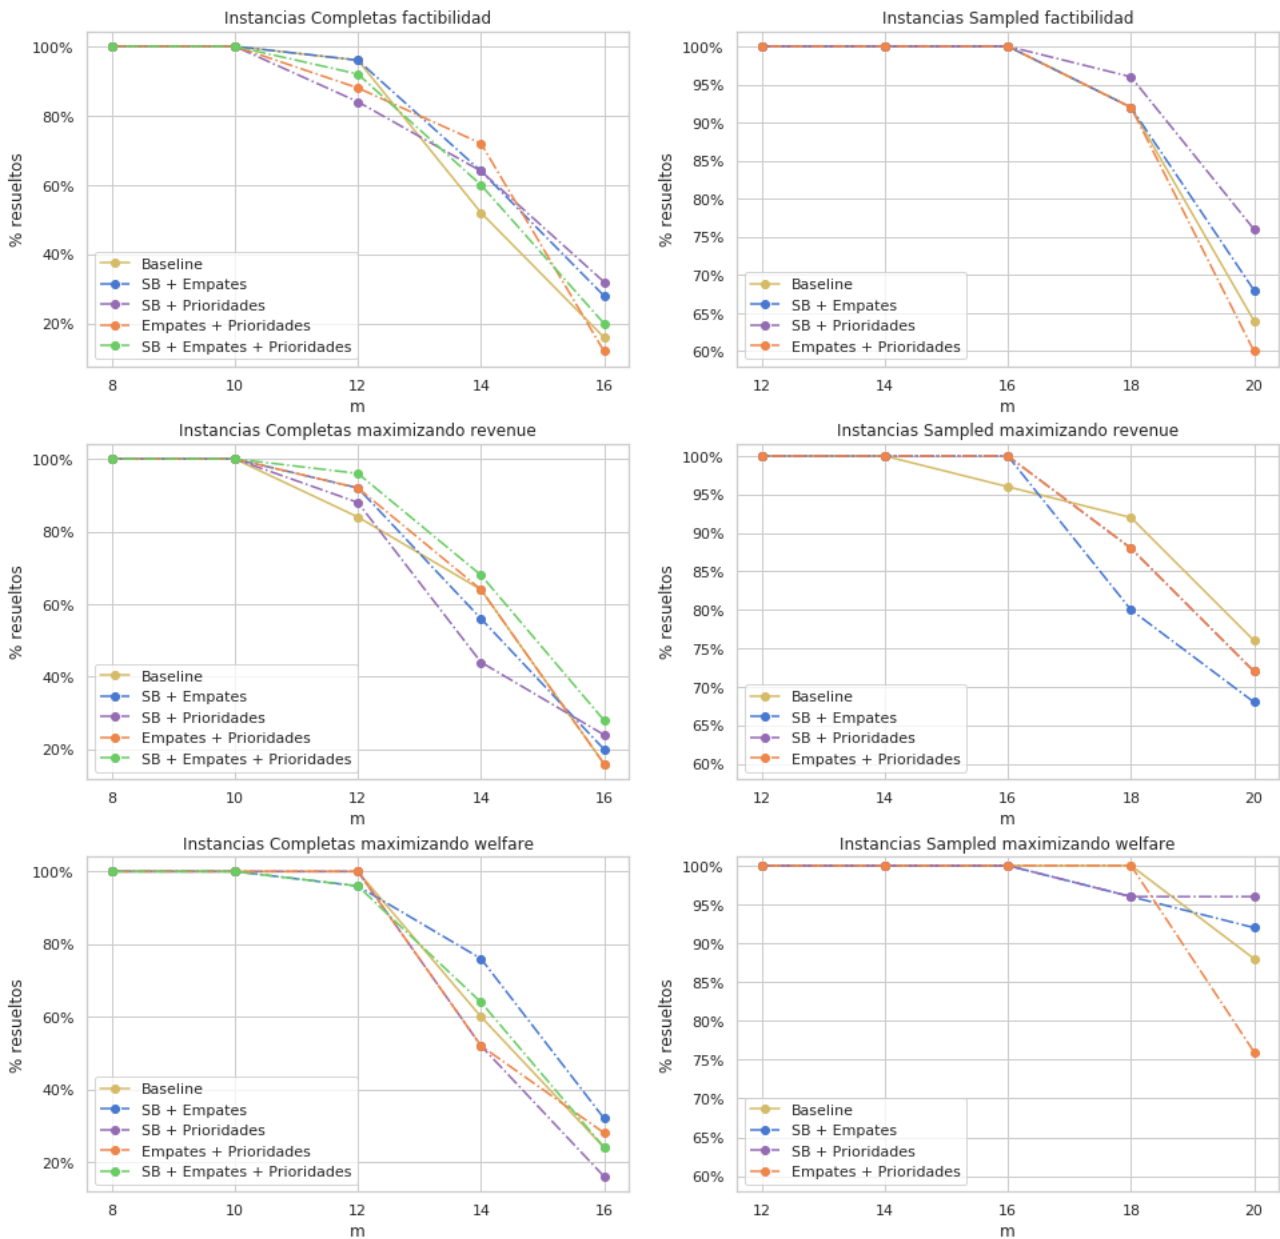 Instancias Completas factibilidad
100%
80%
60%
40%
20%
% resueltos
Baseline
SB + Empates
SB + Prioridades
Empates + Prioridades
SB + Empates + Prioridades
8 10 12 14 16
m
Instancias Sampled factibilidad
100%
95%
90%
85%
80%
75%
70%
65%
60%
% resueltos
Baseline
SB + Empates
SB + Prioridades
Empates + Prioridades
12 14 16 18 20
m
Instancias Completas maximizando revenue
100%
80%
60%
40%
20%
% resueltos
Baseline
SB + Empates
SB + Prioridades
Empates + Prioridades
SB + Empates + Prioridades
8 10 12 14 16
m
Instancias Sampled maximizando revenue
100%
95%
90%
85%
80%
75%
70%
65%
60%
% resueltos
Baseline
SB + Empates
SB + Prioridades
Empates + Prioridades
12 14 16 18 20
m
Instancias Completas maximizando welfare
100%
80%
60%
40%
20%
% resueltos
Baseline
SB + Empates
SB + Prioridades
Empates + Prioridades
SB + Empates + Prioridades
8 10 12 14 16
m
Instancias Sampled maximizando welfare
100%
95%
90%
85%
80%
75%
70%
65%
60%
% resueltos
Baseline
SB + Empates
SB + Prioridades
Empates + Prioridades
12 14 16 18 20
m